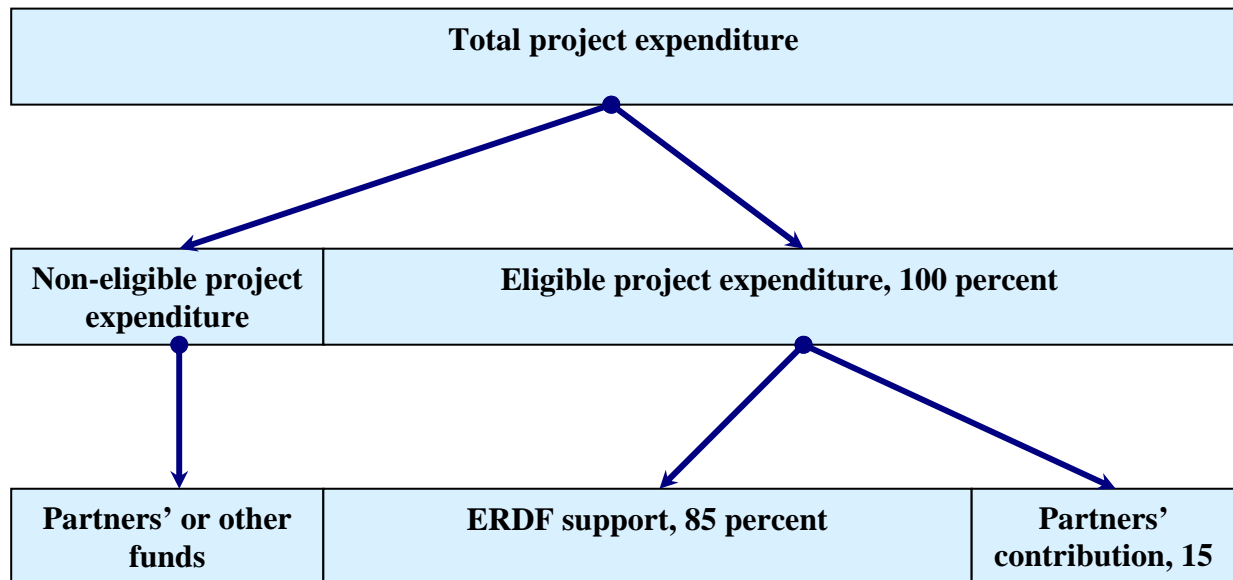 Total project expenditure
Non-eligible project
expenditure
Eligible project expenditure, 100 percent
Partners’ or other
funds
ERDF support, 85 percent
Partners’
contribution, 15